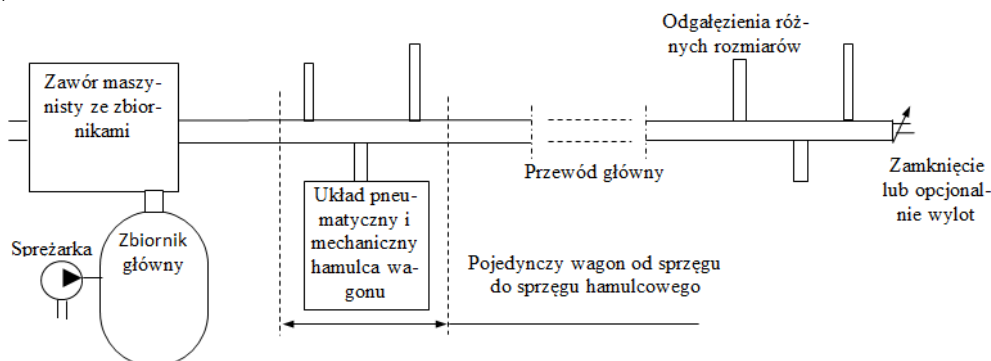 Zawór maszy-
nisty ze zbior-
nikami
Sprężarka
Zbiornik
główny
Układ pneu-
matyczny i
mechaniczny
hamulca wa-
gonu
Przewód główny
Pojedynczy wagon od sprzęgu
do sprzęgu hamulcowego
Odgałęzienia róż-
nych rozmiarów
Zamknięcie
lub opcjonal-
nie wylot